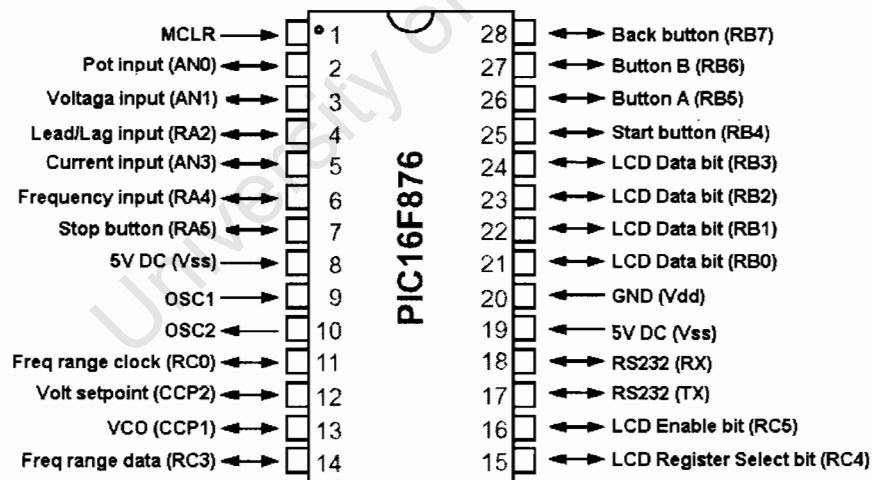 MCLR 1
Pot input (AN0) 2
Voltaga input (AN1) 3
Lead/Lag input (RA2) 4
Current input (AN3) 5
Frequency input (RA4) 6
Stop button (RA5) 7
5V DC (Vss) 8
OSC1 9
OSC2 10
Freq range clock (RC0) 11
Volt setpoint (CCP2) 12
VCO (CCP1) 13
Freq range data (RC3) 14
PIC16F876
28 Back button (RB7)
27 Button B (RB6)
26 Button A (RB5)
25 Start button (RB4)
24 LCD Data bit (RB3)
23 LCD Data bit (RB2)
22 LCD Data bit (RB1)
21 LCD Data bit (RB0)
20 GND (Vdd)
19 5V DC (Vss)
18 RS232 (RX)
17 RS232 (TX)
16 LCD Enable bit (RC5)
15 LCD Register Select bit (RC4)
University of